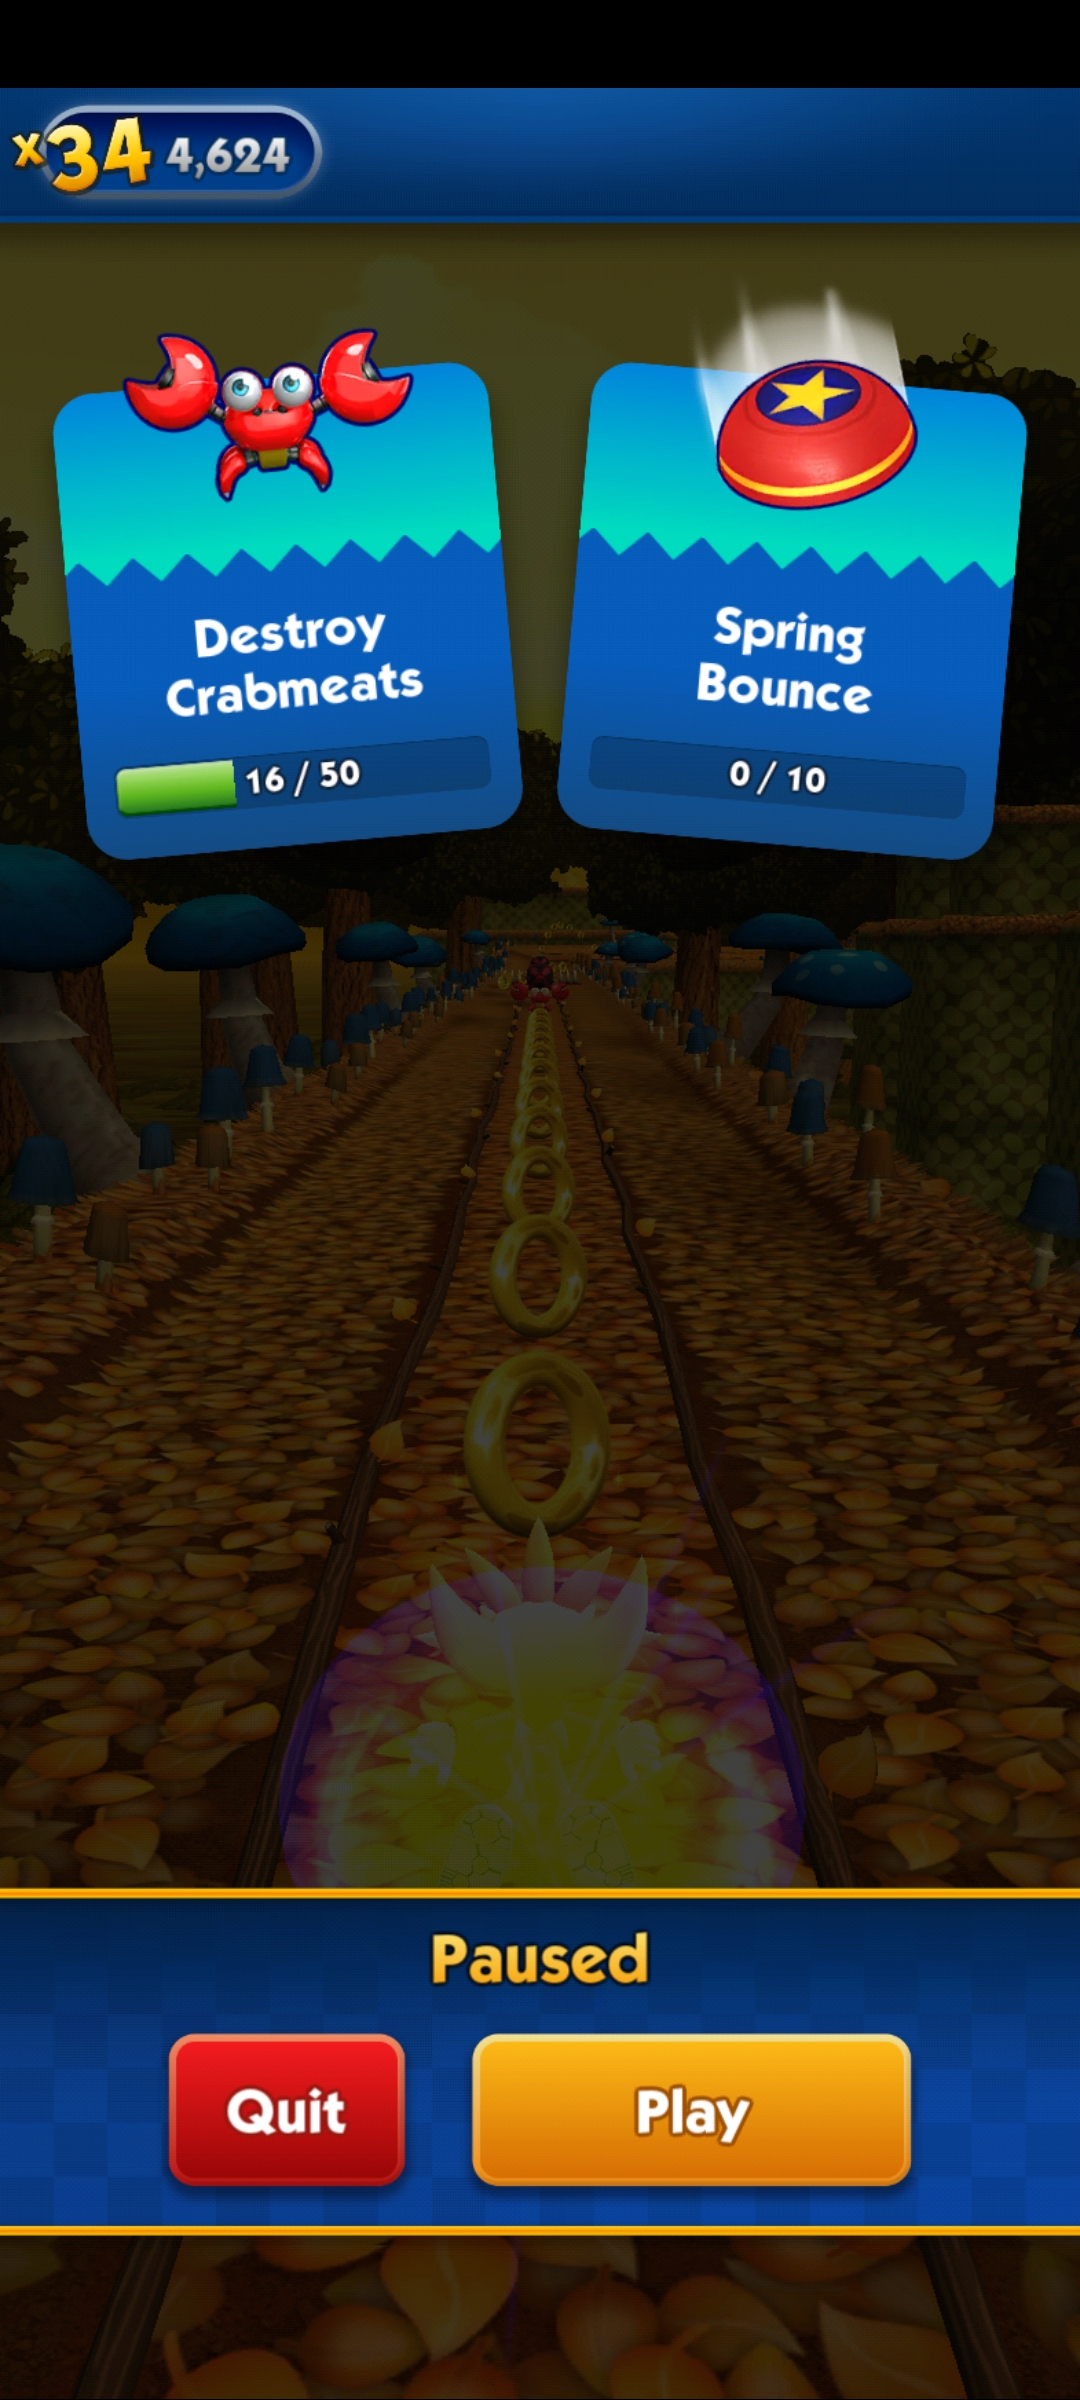 x34 4,624
Destroy
Crabmeats
16 / 50
Spring
Bounce
0 / 10
Paused
Quit
Play